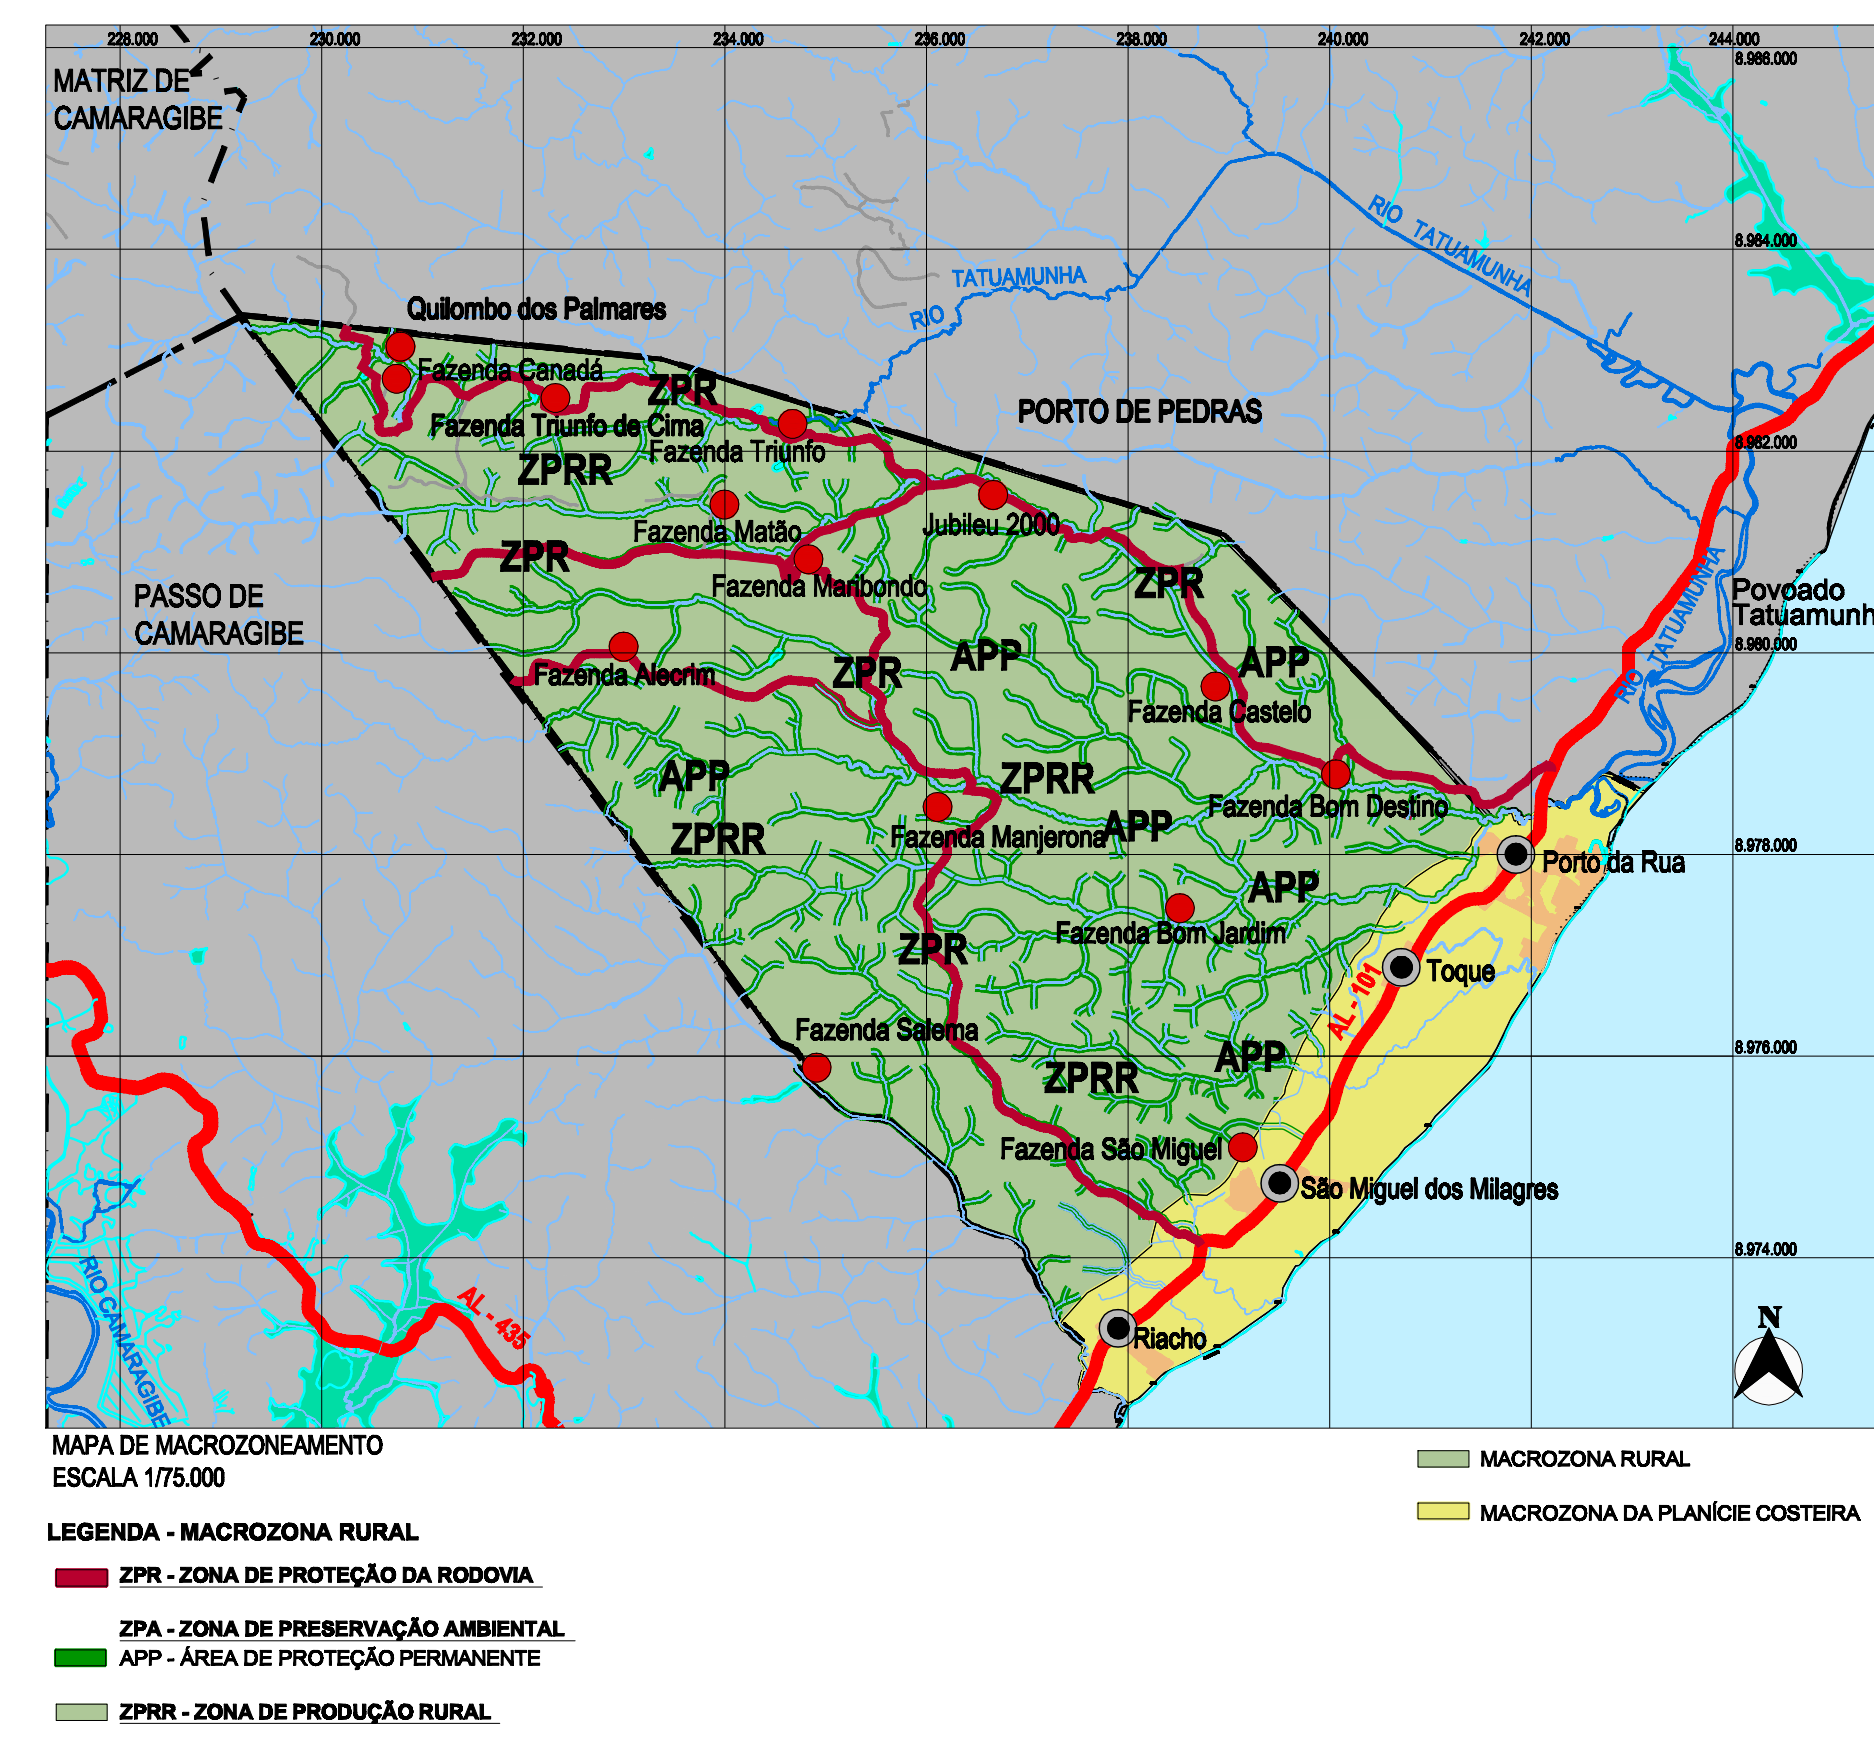 228.000 230.000 232.000 234.000 236.000 238.000 240.000 242.000 244.000
8.986.000
MATRIZ DE
CAMARAGIBE
RIO TATUAMUNHA
8.984.000
RIO TATUAMUNHA
Quilombo dos Palmares
Fazenda Canadá
ZPR
PORTO DE PEDRAS
Fazenda Triunfo de Cima
Fazenda Triunfo
8.982.000
ZPRR
Fazenda Matão
Jubileu 2000
ZPR
Fazenda Maribondo
ZPR
PASSO DE
CAMARAGIBE
Povoado
Tatuamunh
RIO TATUAMUNHA
8.980.000
APP
APP
ZPR
Fazenda Alecrim
Fazenda Castelo
APP
ZPRR
Fazenda Bom Destino
APP
ZPRR
Fazenda Manjerona
8.978.000
Porto da Rua
APP
Fazenda Bom Jardim
ZPR
Toque
AL - 101
Fazenda Salema
8.976.000
APP
ZPRR
Fazenda São Miguel
São Miguel dos Milagres
8.974.000
RIO CAMARAGIBE
AL - 435
Riacho
N
MAPA DE MACROZONEAMENTO
ESCALA 1/75.000
MACROZONA RURAL
MACROZONA DA PLANÍCIE COSTEIRA
LEGENDA - MACROZONA RURAL
ZPR - ZONA DE PROTEÇÃO DA RODOVIA
ZPA - ZONA DE PRESERVAÇÃO AMBIENTAL
APP - ÁREA DE PROTEÇÃO PERMANENTE
ZPRR - ZONA DE PRODUÇÃO RURAL